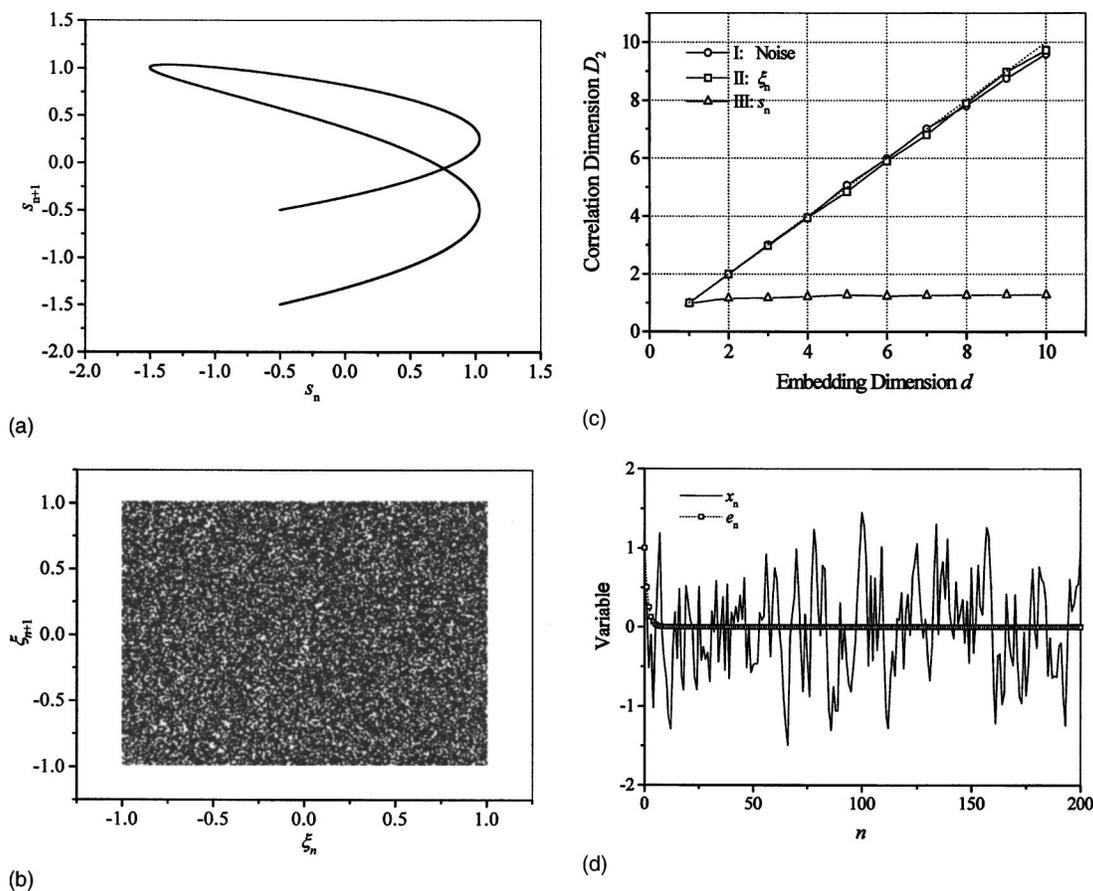 1.5
1.0
0.5
0.0
-0.5
-1.0
-1.5
-2.0
s_{n+1}
-2.0 -1.5 -1.0 -0.5 0.0 0.5 1.0 1.5
s_n
(a)
10
8
6
4
2
0
Correlation Dimension D_2
I: Noise
II: ξ_n
III: s_n
0 2 4 6 8 10
Embedding Dimension d
(c)
1.0
0.5
0.0
-0.5
-1.0
ξ_{n+1}
-1.0 -0.5 0.0 0.5 1.0
ξ_n
(b)
2
1
0
-1
-2
Variable
x_n
e_n
0 50 100 150 200
n
(d)